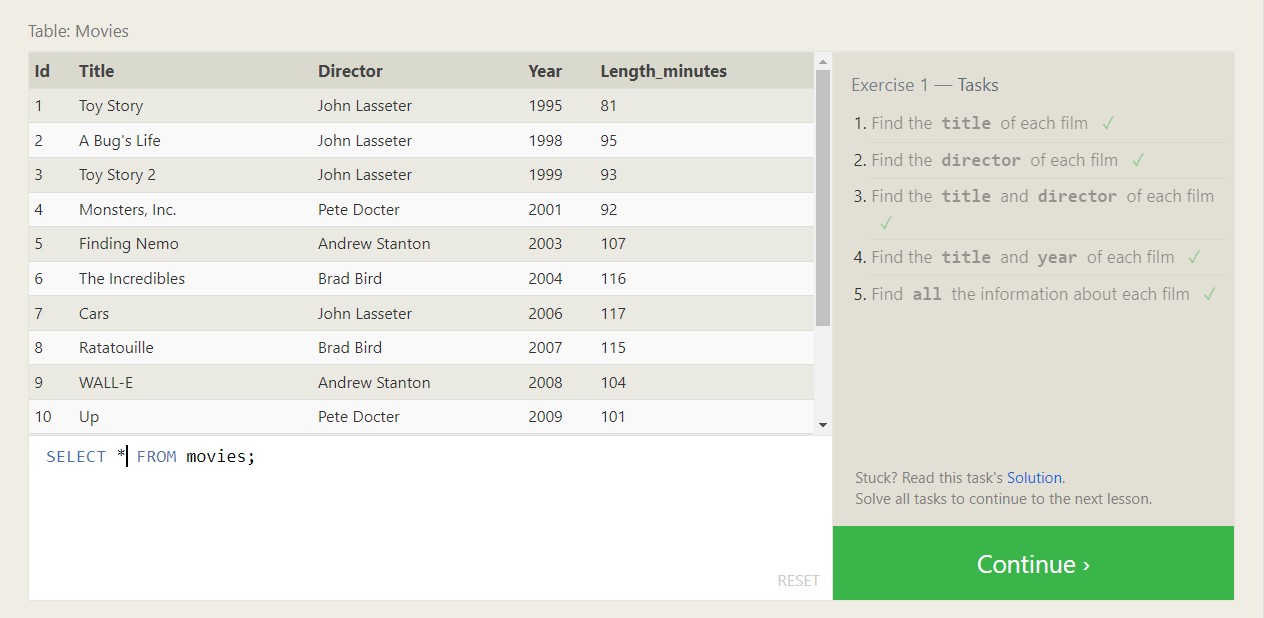 Table: Movies
Id Title Director Year Length_minutes
1 Toy Story John Lasseter 1995 81
2 A Bug's Life John Lasseter 1998 95
3 Toy Story 2 John Lasseter 1999 93
4 Monsters, Inc. Pete Docter 2001 92
5 Finding Nemo Andrew Stanton 2003 107
6 The Incredibles Brad Bird 2004 116
7 Cars John Lasseter 2006 117
8 Ratatouille Brad Bird 2007 115
9 WALL-E Andrew Stanton 2008 104
10 Up Pete Docter 2009 101
SELECT * FROM movies;
RESET
Exercise 1 — Tasks
1. Find the title of each film ✓
2. Find the director of each film ✓
3. Find the title and director of each film
✓
4. Find the title and year of each film ✓
5. Find all the information about each film ✓
Stuck? Read this task's Solution.
Solve all tasks to continue to the next lesson.
Continue ›